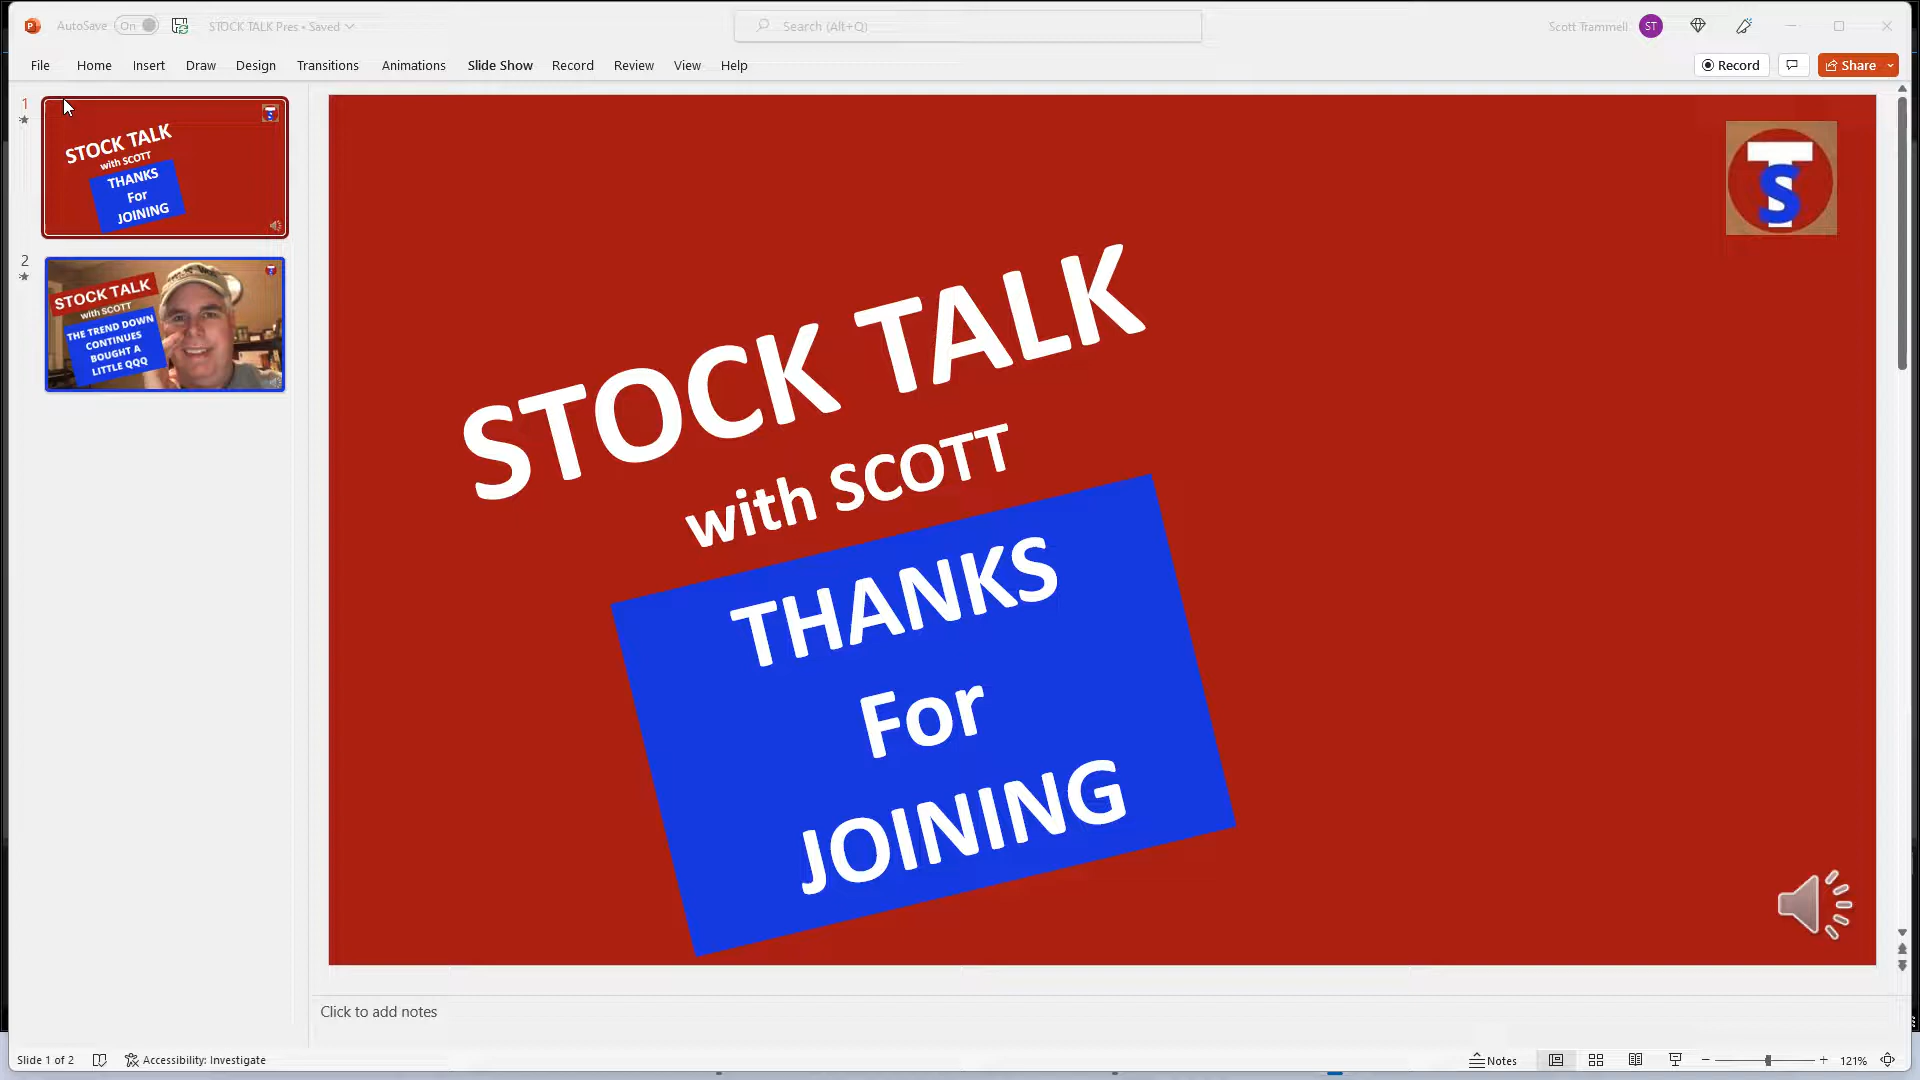 AutoSave On STOCK TALK Pres • Saved Search (Alt+Q) Scott Trammell ST
File Home Insert Draw Design Transitions Animations Slide Show Record Review View Help Record Share
1
STOCK TALK
with SCOTT
THANKS
For
JOINING
2
STOCK TALK
with SCOTT
THE TREND DOWN
CONTINUES
BOUGHT A
LITTLE QQQ
TS
STOCK TALK
with SCOTT
THANKS
For
JOINING
Click to add notes
Slide 1 of 2 Accessibility: Investigate Notes 121%